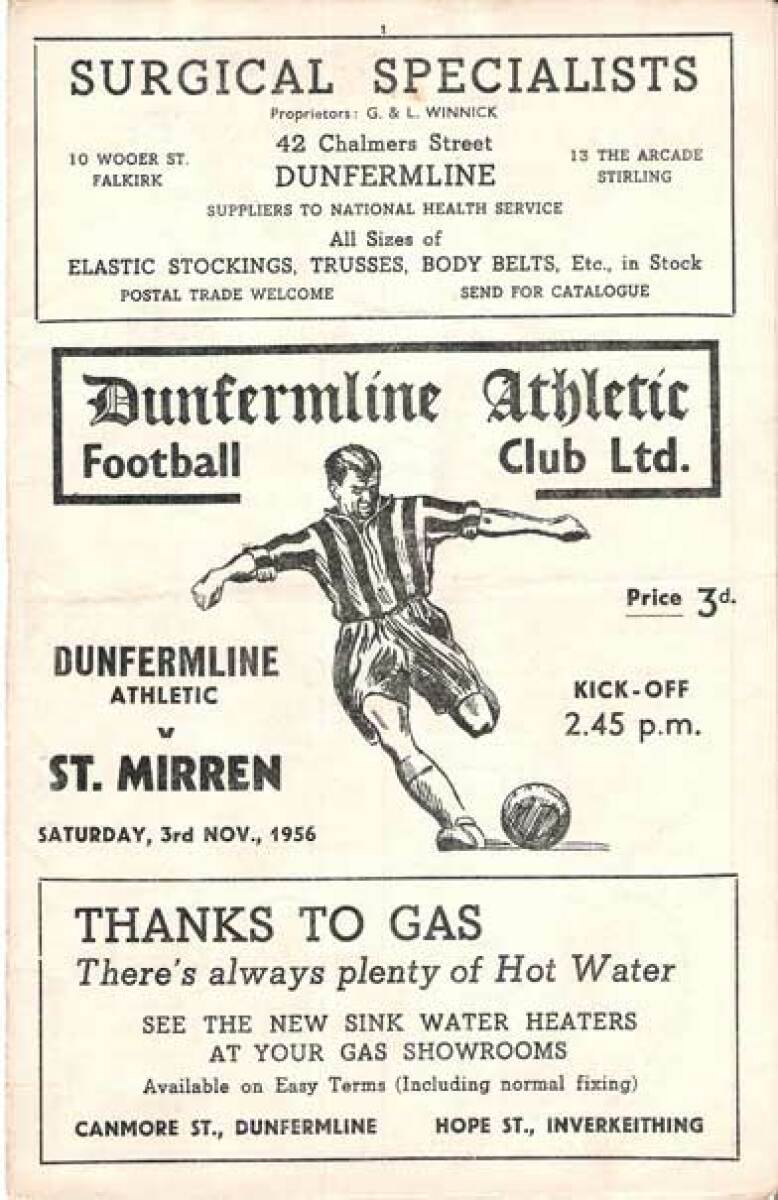 1
SURGICAL SPECIALISTS
Proprietors: G. & L. WINNICK
42 Chalmers Street
DUNFERMLINE
10 WOOER ST.
FALKIRK
13 THE ARCADE
STIRLING
SUPPLIERS TO NATIONAL HEALTH SERVICE
All Sizes of
ELASTIC STOCKINGS, TRUSSES, BODY BELTS, Etc., in Stock
POSTAL TRADE WELCOME SEND FOR CATALOGUE
Dunfermline Athletic
Football Club Ltd.
Price 3d.
DUNFERMLINE
ATHLETIC
v
ST. MIRREN
SATURDAY, 3rd NOV., 1956
KICK-OFF
2.45 p.m.
THANKS TO GAS
There's always plenty of Hot Water
SEE THE NEW SINK WATER HEATERS
AT YOUR GAS SHOWROOMS
Available on Easy Terms (Including normal fixing)
CANMORE ST., DUNFERMLINE HOPE ST., INVERKEITHING